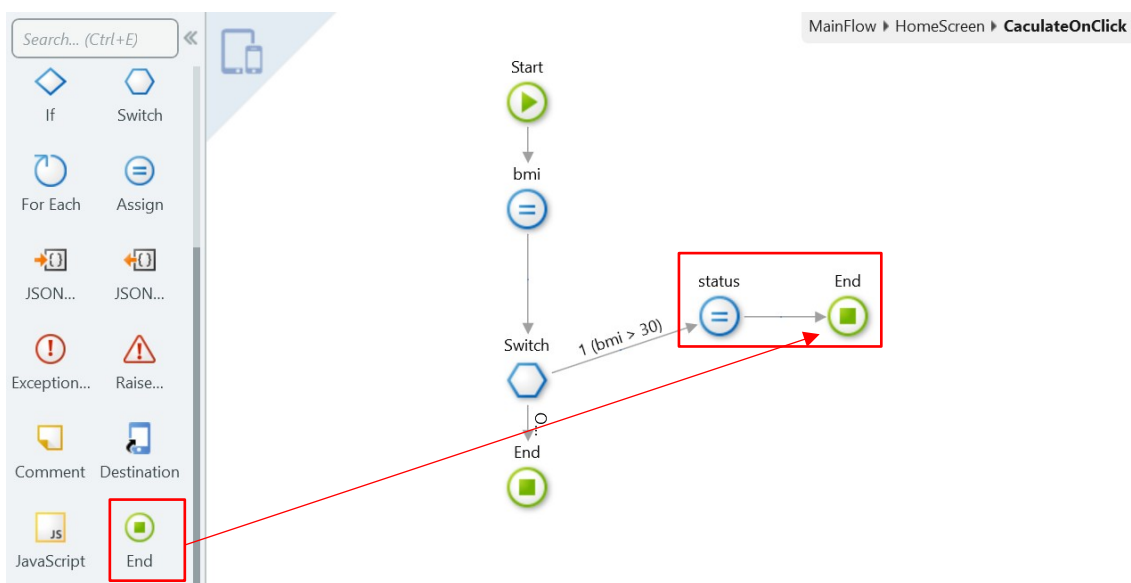 Search... (Ctrl+E)
If
Switch
For Each
Assign
JSON...
JSON...
Exception...
Raise...
Comment
Destination
JS
JavaScript
End
MainFlow HomeScreen CaculateOnClick
Start
bmi
Switch
1 (bmi > 30)
status
End
O...
End